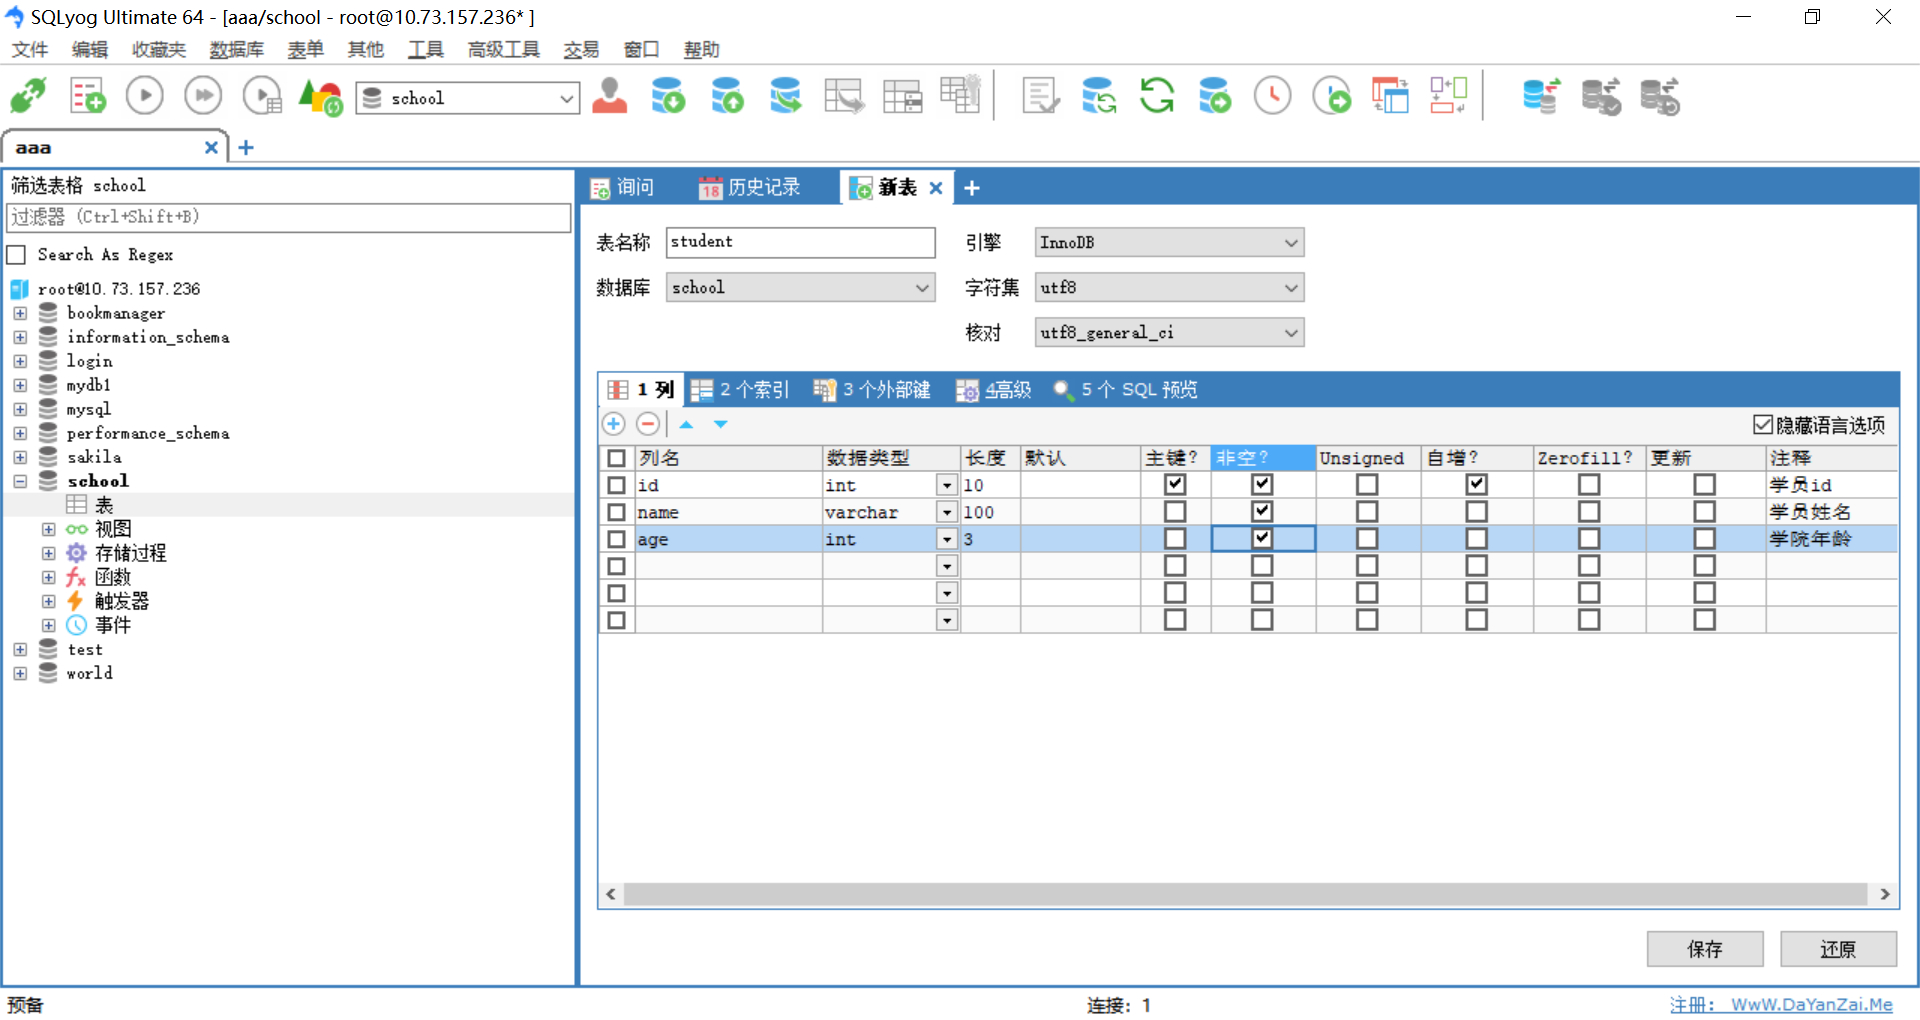 SQLyog Ultimate 64 - [aaa/school - root@10.73.157.236* ]
文件 编辑 收藏夹 数据库 表单 其他 工具 高级工具 交易 窗口 帮助
school
aaa
筛选表格 school
过滤器 (Ctrl+Shift+B)
Search As Regex
root@10.73.157.236
bookmanager
information_schema
login
mydb1
mysql
performance_schema
sakila
school
表
视图
存储过程
函数
触发器
事件
test
world
询问 18 历史记录 新表
表名称 student 引擎 InnoDB
数据库 school 字符集 utf8
核对 utf8_general_ci
1 列 2 个索引 3 个外部键 4高级 5 个 SQL 预览
隐藏语言选项
列名 数据类型 长度 默认 主键? 非空? Unsigned 自增? Zerofill? 更新 注释
id int 10 学员id
name varchar 100 学员姓名
age int 3 学院年龄
保存 还原
预备 连接: 1 注册: WwW.DaYanZai.Me